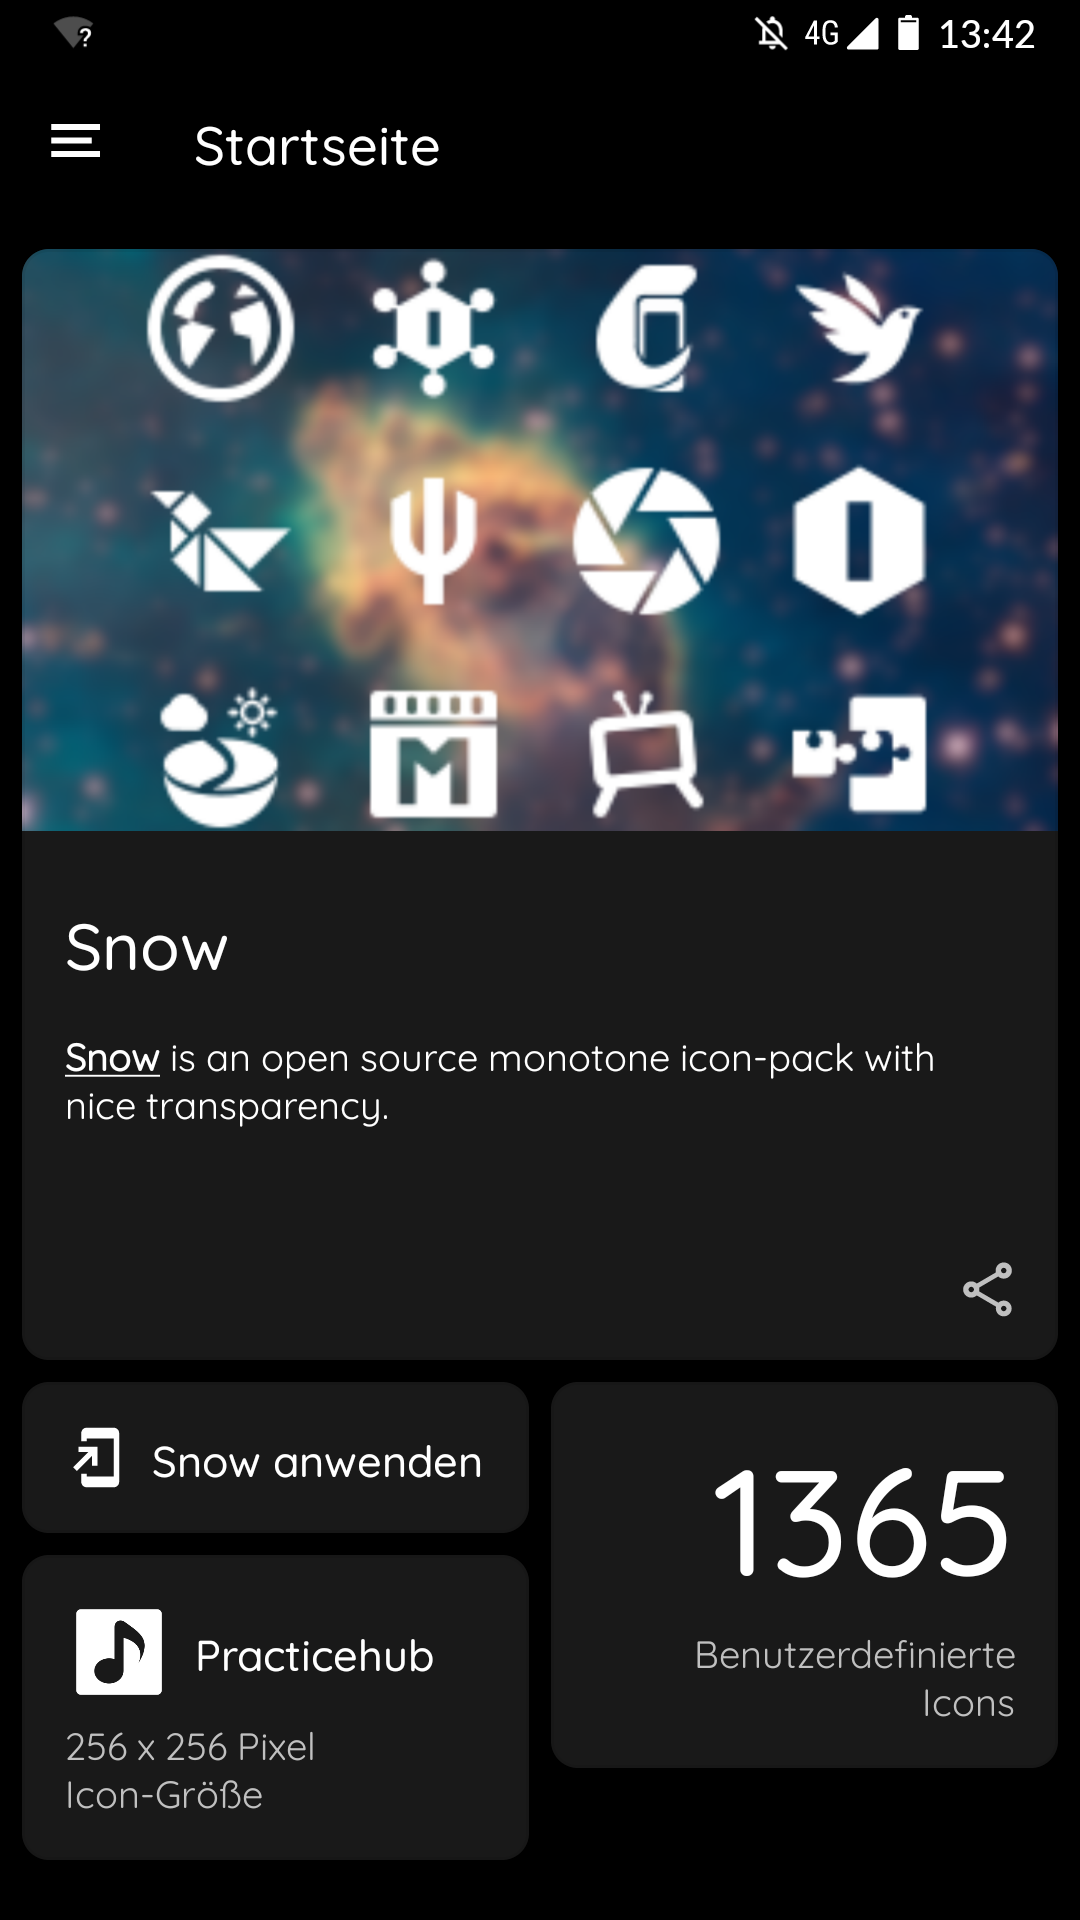 4G 13:42
Startseite
Snow
Snow is an open source monotone icon-pack with
nice transparency.
Snow anwenden
1365
Benutzerdefinierte
Icons
Practicehub
256 x 256 Pixel
Icon-Größe